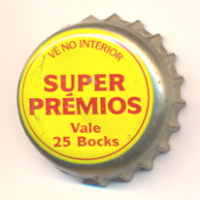 VÊ NO INTERIOR
SUPER
PRÉMIOS
Vale
25 Bocks